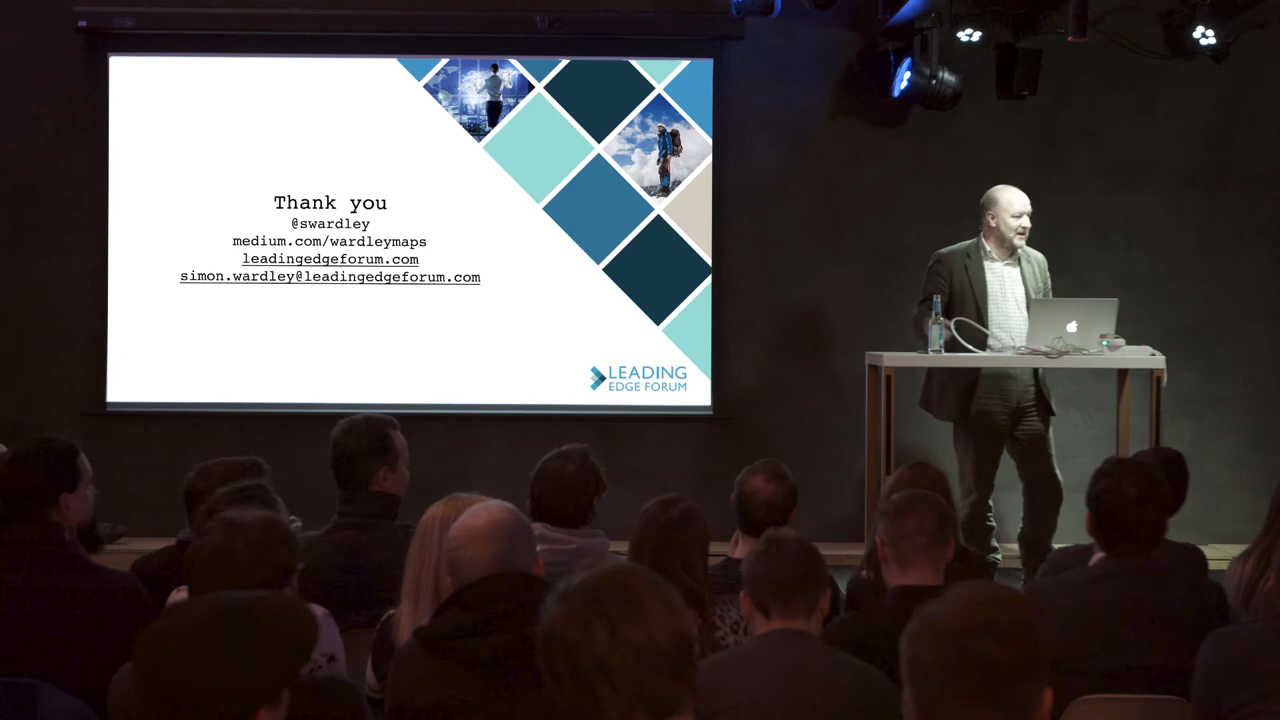 Thank you
@swardley
medium.com/wardleymaps
leadingedgeforum.com
simon.wardley@leadingedgeforum.com
LEADING
EDGE FORUM